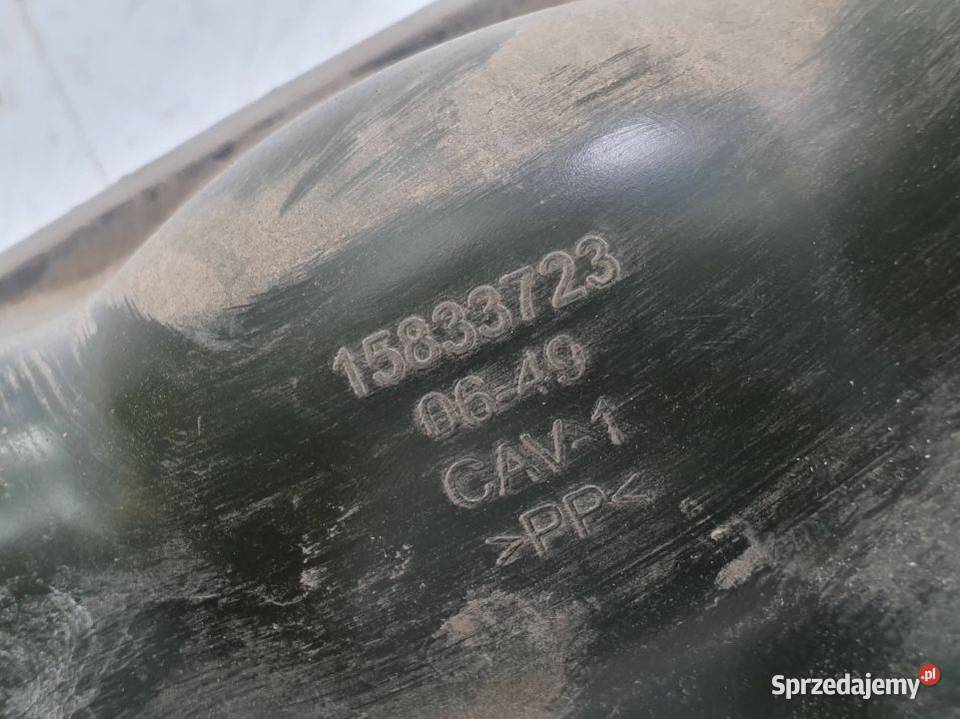 15833723
06-49
CAV-1
>PP<
Sprzedajemy.pl